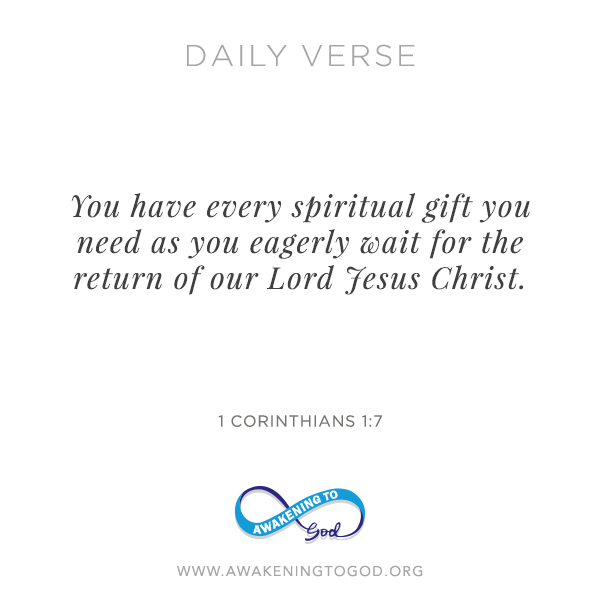 DAILY VERSE
You have every spiritual gift you
need as you eagerly wait for the
return of our Lord Jesus Christ.
1 CORINTHIANS 1:7
AWAKENING TO
God
WWW.AWAKENINGTOGOD.ORG